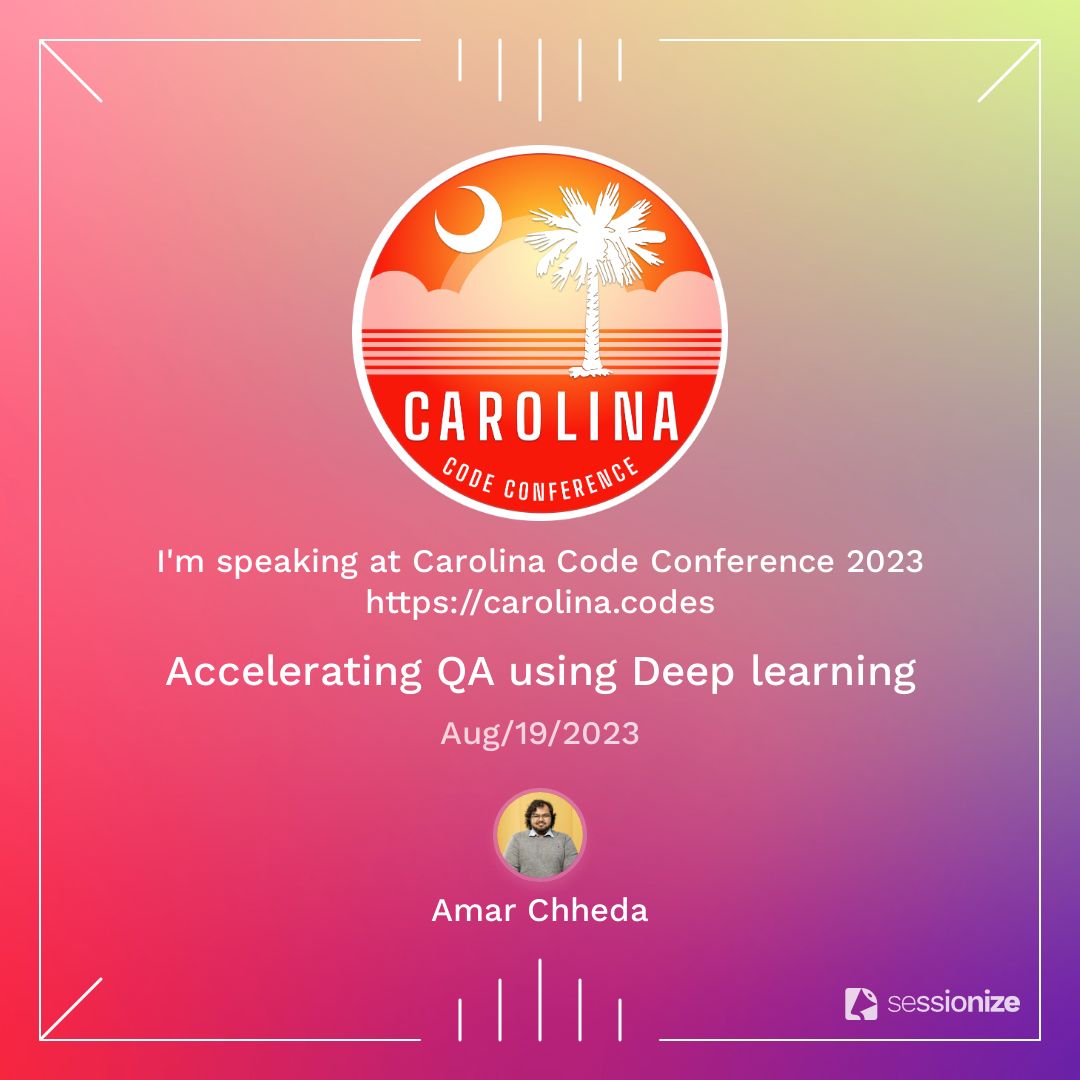 CAROLINA
CODE CONFERENCE
I'm speaking at Carolina Code Conference 2023
https://carolina.codes
Accelerating QA using Deep learning
Aug/19/2023
Amar Chheda
sessionize